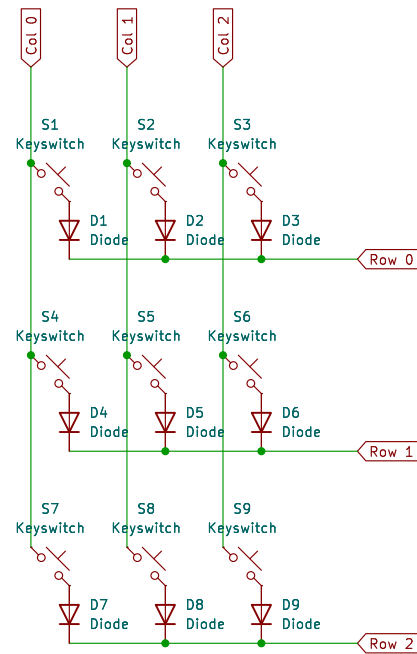 Col 0
Col 1
Col 2
S1
Keyswitch
S2
Keyswitch
S3
Keyswitch
D1
Diode
D2
Diode
D3
Diode
Row 0
S4
Keyswitch
S5
Keyswitch
S6
Keyswitch
D4
Diode
D5
Diode
D6
Diode
Row 1
S7
Keyswitch
S8
Keyswitch
S9
Keyswitch
D7
Diode
D8
Diode
D9
Diode
Row 2